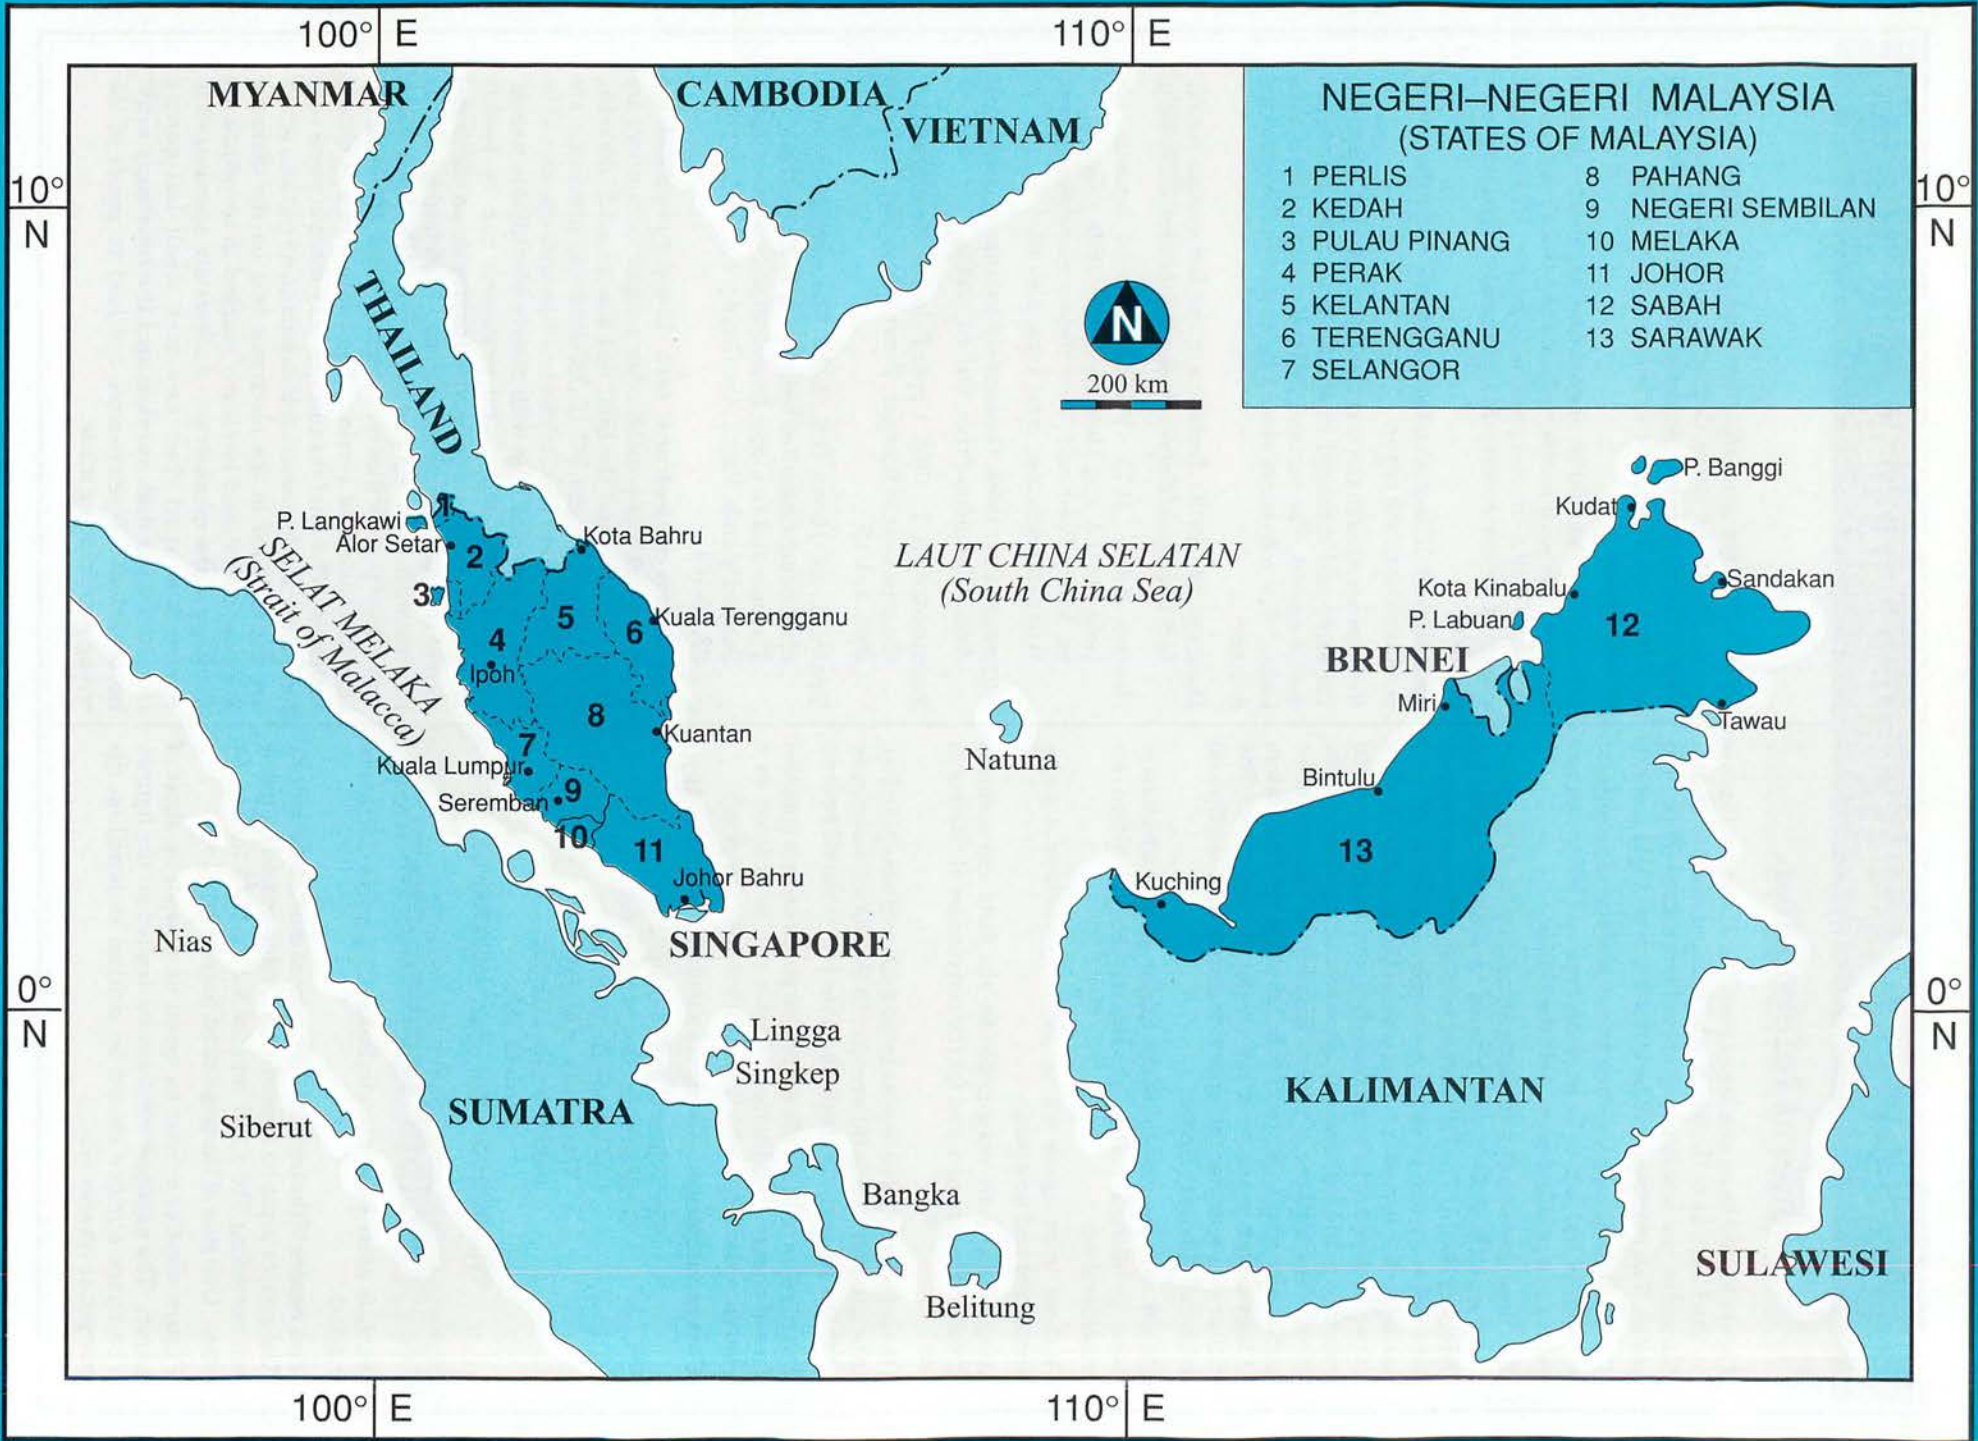 100° E
110° E
MYANMAR
CAMBODIA
VIETNAM
NEGERI–NEGERI MALAYSIA
(STATES OF MALAYSIA)
1 PERLIS
2 KEDAH
3 PULAU PINANG
4 PERAK
5 KELANTAN
6 TERENGGANU
7 SELANGOR
8 PAHANG
9 NEGERI SEMBILAN
10 MELAKA
11 JOHOR
12 SABAH
13 SARAWAK
10°
N
10°
N
THAILAND
N
200 km
P. Banggi
Kudat
1
P. Langkawi
Alor Setar
2
Kota Bahru
SELAT MELAKA
(Strait of Malacca)
LAUT CHINA SELATAN
(South China Sea)
3
5
4
6
Kuala Terengganu
Ipoh
Kota Kinabalu
Sandakan
P. Labuan
12
BRUNEI
Miri
Tawau
8
Kuantan
7
Kuala Lumpur
Natuna
Bintulu
9
Seremban
10
11
13
Johor Bahru
Kuching
SINGAPORE
Nias
0°
N
0°
N
Lingga
Singkep
SUMATRA
KALIMANTAN
Siberut
Bangka
Belitung
SULAWESI
100° E
110° E